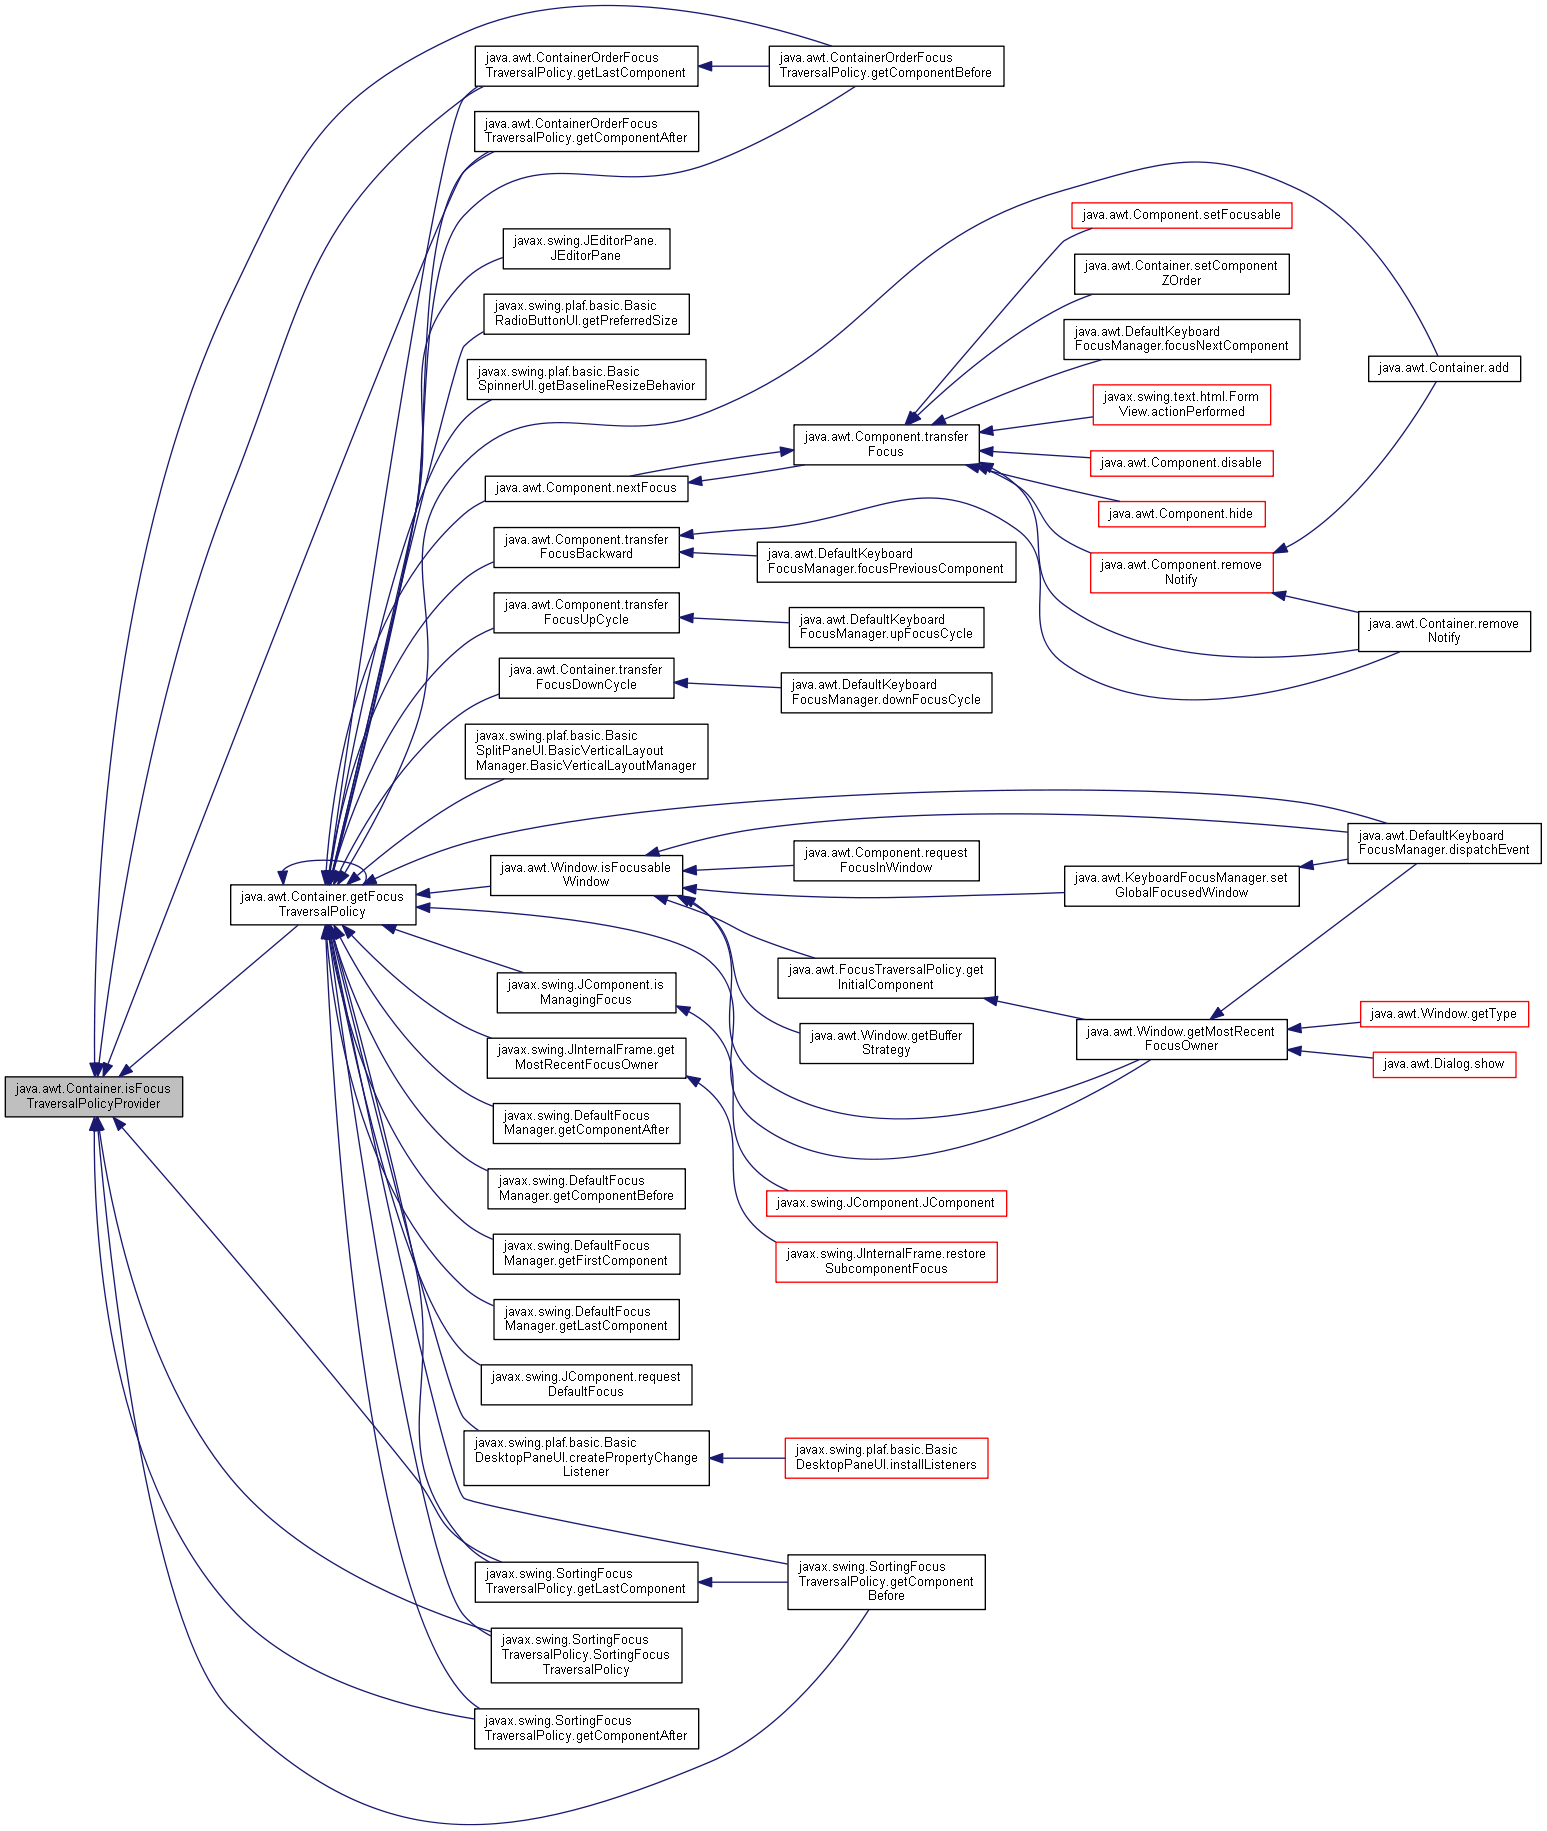 java.awt.ContainerOrderFocus
TraversalPolicy.getLastComponent
java.awt.ContainerOrderFocus
TraversalPolicy.getComponentBefore
java.awt.ContainerOrderFocus
TraversalPolicy.getComponentAfter
javax.swing.JEditorPane.
JEditorPane
javax.swing.plaf.basic.Basic
RadioButtonUI.getPreferredSize
javax.swing.plaf.basic.Basic
SpinnerUI.getBaselineResizeBehavior
java.awt.Component.setFocusable
java.awt.Container.setComponent
ZOrder
java.awt.DefaultKeyboard
FocusManager.focusNextComponent
javax.swing.text.html.Form
View.actionPerformed
java.awt.Container.add
java.awt.Component.transfer
Focus
java.awt.Component.disable
java.awt.Component.nextFocus
java.awt.Component.hide
java.awt.Component.transfer
FocusBackward
java.awt.DefaultKeyboard
FocusManager.focusPreviousComponent
java.awt.Component.remove
Notify
java.awt.Component.transfer
FocusUpCycle
java.awt.DefaultKeyboard
FocusManager.upFocusCycle
java.awt.Container.remove
Notify
java.awt.Container.transfer
FocusDownCycle
java.awt.DefaultKeyboard
FocusManager.downFocusCycle
javax.swing.plaf.basic.Basic
SplitPaneUI.BasicVerticalLayout
Manager.BasicVerticalLayoutManager
java.awt.DefaultKeyboard
FocusManager.dispatchEvent
java.awt.Window.isFocusable
Window
java.awt.Component.request
FocusInWindow
java.awt.KeyboardFocusManager.set
GlobalFocusedWindow
java.awt.Container.getFocus
TraversalPolicy
javax.swing.JComponent.is
ManagingFocus
java.awt.FocusTraversalPolicy.get
InitialComponent
java.awt.Window.getBuffer
Strategy
java.awt.Window.getMostRecent
FocusOwner
java.awt.Window.getType
java.awt.Dialog.show
javax.swing.JInternalFrame.get
MostRecentFocusOwner
java.awt.Container.isFocus
TraversalPolicyProvider
javax.swing.DefaultFocus
Manager.getComponentAfter
javax.swing.DefaultFocus
Manager.getComponentBefore
javax.swing.JComponent.JComponent
javax.swing.DefaultFocus
Manager.getFirstComponent
javax.swing.JInternalFrame.restore
SubcomponentFocus
javax.swing.DefaultFocus
Manager.getLastComponent
javax.swing.JComponent.request
DefaultFocus
javax.swing.plaf.basic.Basic
DesktopPaneUI.createPropertyChange
Listener
javax.swing.plaf.basic.Basic
DesktopPaneUI.installListeners
javax.swing.SortingFocus
TraversalPolicy.getLastComponent
javax.swing.SortingFocus
TraversalPolicy.getComponent
Before
javax.swing.SortingFocus
TraversalPolicy.SortingFocus
TraversalPolicy
javax.swing.SortingFocus
TraversalPolicy.getComponentAfter